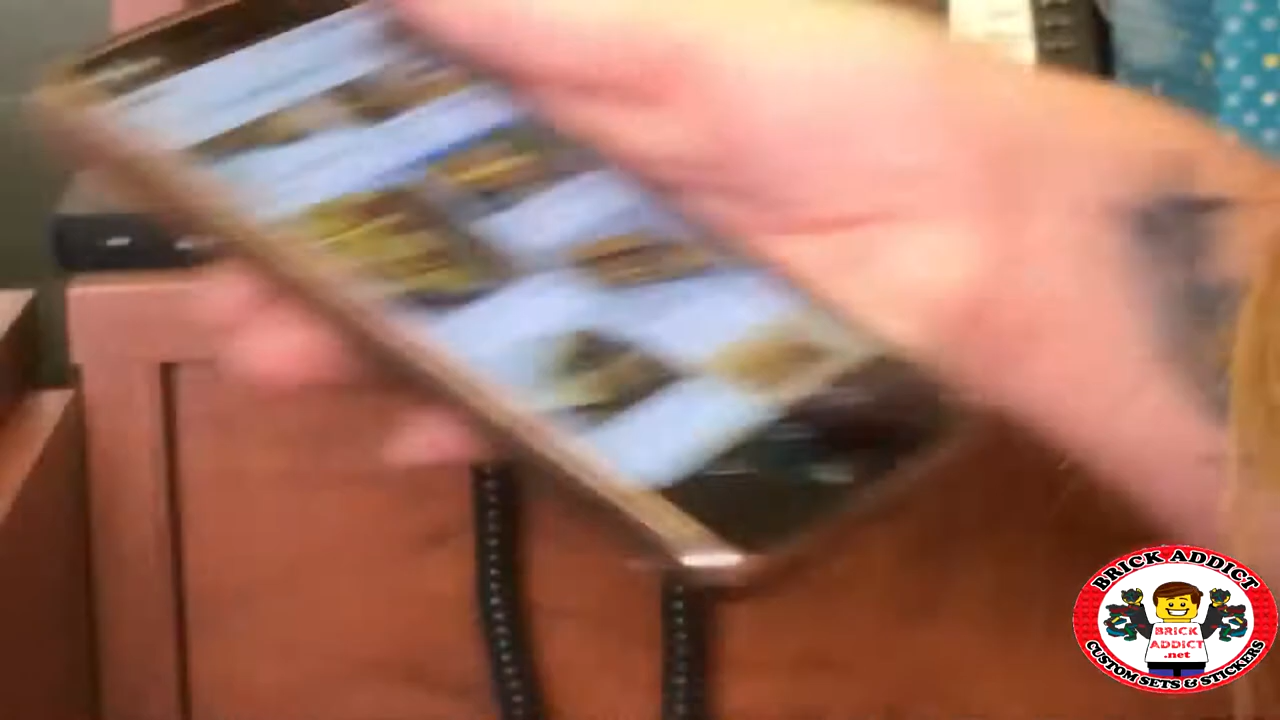 BRICK ADDICT
BRICK
ADDICT
.net
CUSTOM SETS & STICKERS